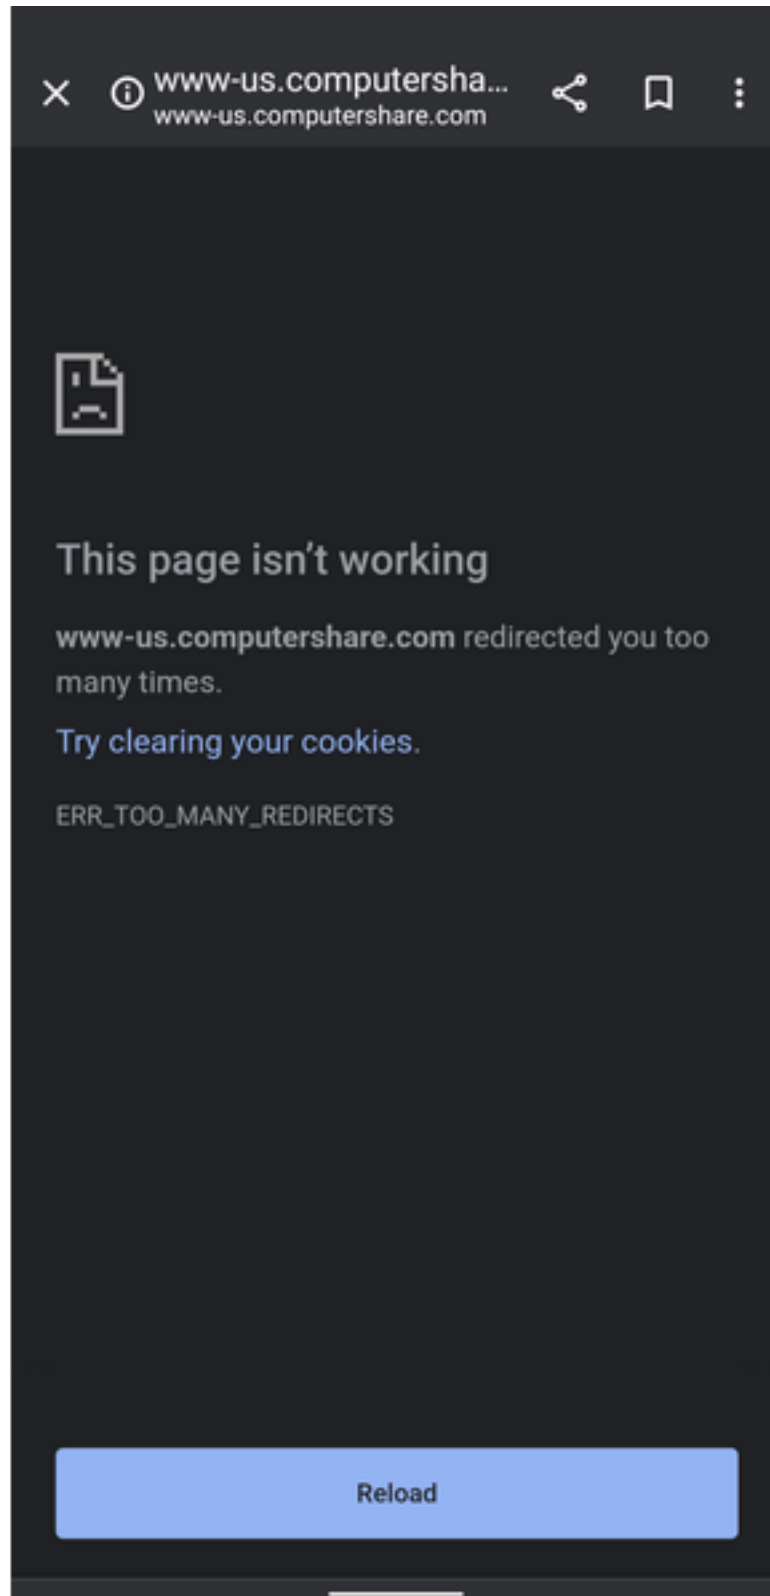 www-us.computersha...
www-us.computershare.com
This page isn't working
www-us.computershare.com redirected you too
many times.
Try clearing your cookies.
ERR_TOO_MANY_REDIRECTS
Reload